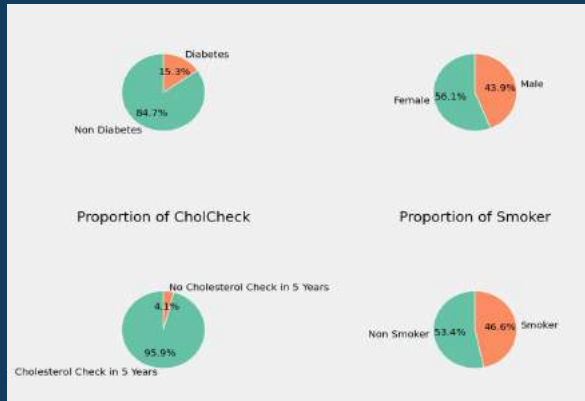 Diabetes
15.3%
84.7%
Non Diabetes
Male
43.9%
56.1%
Female
Proportion of CholCheck
Proportion of Smoker
No Cholesterol Check in 5 Years
4.1%
95.9%
Cholesterol Check in 5 Years
Non Smoker
53.4%
46.6%
Smoker